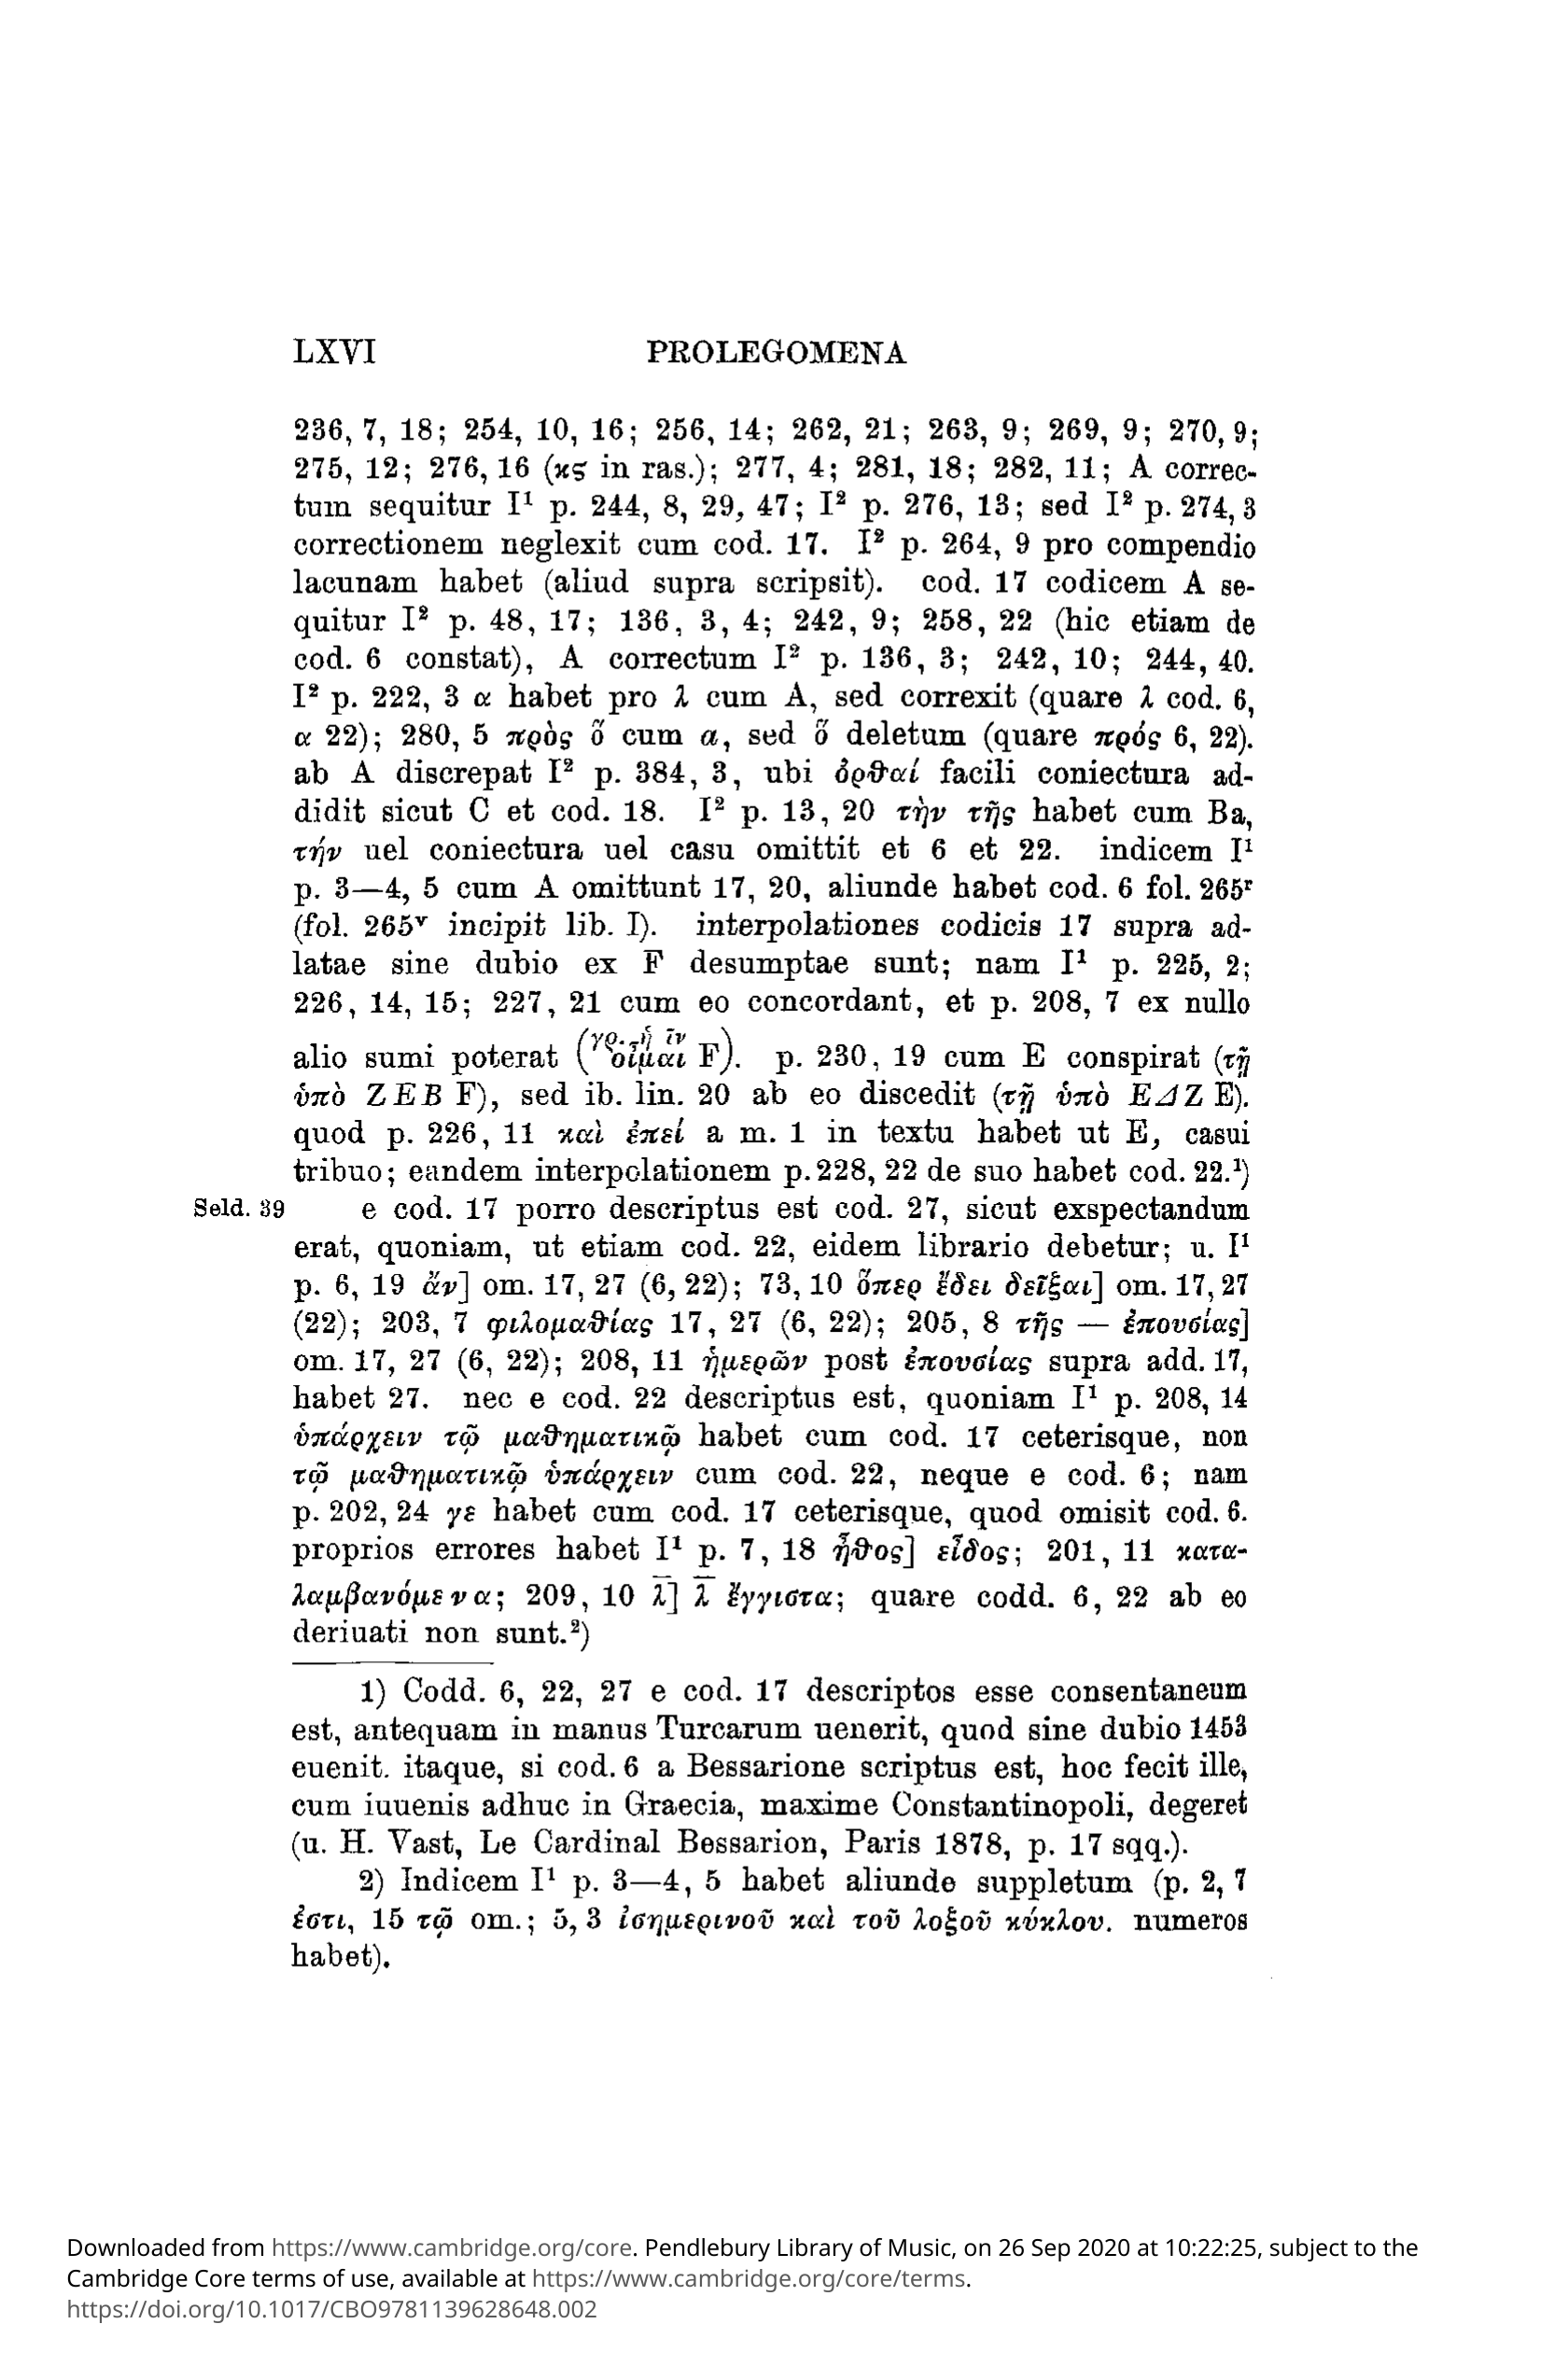 LXVI PROLEGOMENA
236, 7, 18; 254, 10, 16; 256, 14; 262, 21; 263, 9; 269, 9; 270, 9;
275, 12; 276, 16 (κϛ in ras.); 277, 4; 281, 18; 282, 11; A correc-
tum sequitur I¹ p. 244, 8, 29, 47; I² p. 276, 13; sed I² p. 274, 3
correctionem neglexit cum cod. 17. I² p. 264, 9 pro compendio
lacunam habet (aliud supra scripsit). cod. 17 codicem A se-
quitur I² p. 48, 17; 136, 3, 4; 242, 9; 258, 22 (hic etiam de
cod. 6 constat), A correctum I² p. 136, 3; 242, 10; 244, 40.
I² p. 222, 3 α habet pro λ cum A, sed correxit (quare λ cod. 6,
α 22); 280, 5 πρὸς ὅ cum a, sed ὅ deletum (quare πρός 6, 22).
ab A discrepat I² p. 384, 3, ubi ὀρθαί facili coniectura ad-
didit sicut C et cod. 18. I² p. 13, 20 τὴν τῆς habet cum Ba,
τήν uel coniectura uel casu omittit et 6 et 22. indicem I¹
p. 3—4, 5 cum A omittunt 17, 20, aliunde habet cod. 6 fol. 265ʳ
(fol. 265ᵛ incipit lib. I). interpolationes codicis 17 supra ad-
latae sine dubio ex F desumptae sunt; nam I¹ p. 225, 2;
226, 14, 15; 227, 21 cum eo concordant, et p. 208, 7 ex nullo
alio sumi poterat (οἶμαι F). p. 230, 19 cum E conspirat (τῇ
ὑπὸ ΖΕΒ F), sed ib. lin. 20 ab eo discedit (τῇ ὑπὸ ΕΔΖ E).
quod p. 226, 11 καὶ ἐπεί a m. 1 in textu habet ut E, casui
tribuo; eandem interpolationem p. 228, 22 de suo habet cod. 22.¹)
Seld. 39 e cod. 17 porro descriptus est cod. 27, sicut exspectandum
erat, quoniam, ut etiam cod. 22, eidem librario debetur; u. I¹
p. 6, 19 ἄν] om. 17, 27 (6, 22); 73, 10 ὅπερ ἔδει δεῖξαι] om. 17, 27
(22); 203, 7 φιλομαθίας 17, 27 (6, 22); 205, 8 τῆς — ἐπουσίας]
om. 17, 27 (6, 22); 208, 11 ἡμερῶν post ἐπουσίας supra add. 17,
habet 27. nec e cod. 22 descriptus est, quoniam I¹ p. 208, 14
ὑπάρχειν τῷ μαθηματικῷ habet cum cod. 17 ceterisque, non
τῷ μαθηματικῷ ὑπάρχειν cum cod. 22, neque e cod. 6; nam
p. 202, 24 γε habet cum cod. 17 ceterisque, quod omisit cod. 6.
proprios errores habet I¹ p. 7, 18 ἦθος] εἶδος; 201, 11 κατα-
λαμβανόμενα; 209, 10 λ̅] λ̅ ἔγγιστα; quare codd. 6, 22 ab eo
deriuati non sunt.²)
1) Codd. 6, 22, 27 e cod. 17 descriptos esse consentaneum
est, antequam in manus Turcarum uenerit, quod sine dubio 1453
euenit. itaque, si cod. 6 a Bessarione scriptus est, hoc fecit ille,
cum iuuenis adhuc in Graecia, maxime Constantinopoli, degeret
(u. H. Vast, Le Cardinal Bessarion, Paris 1878, p. 17 sqq.).
2) Indicem I¹ p. 3—4, 5 habet aliunde suppletum (p. 2, 7
ἐστι, 15 τῷ om.; 5, 3 ἰσημερινοῦ καὶ τοῦ λοξοῦ κύκλου. numeros
habet).
Downloaded from https://www.cambridge.org/core. Pendlebury Library of Music, on 26 Sep 2020 at 10:22:25, subject to the
Cambridge Core terms of use, available at https://www.cambridge.org/core/terms.
https://doi.org/10.1017/CBO9781139628648.002